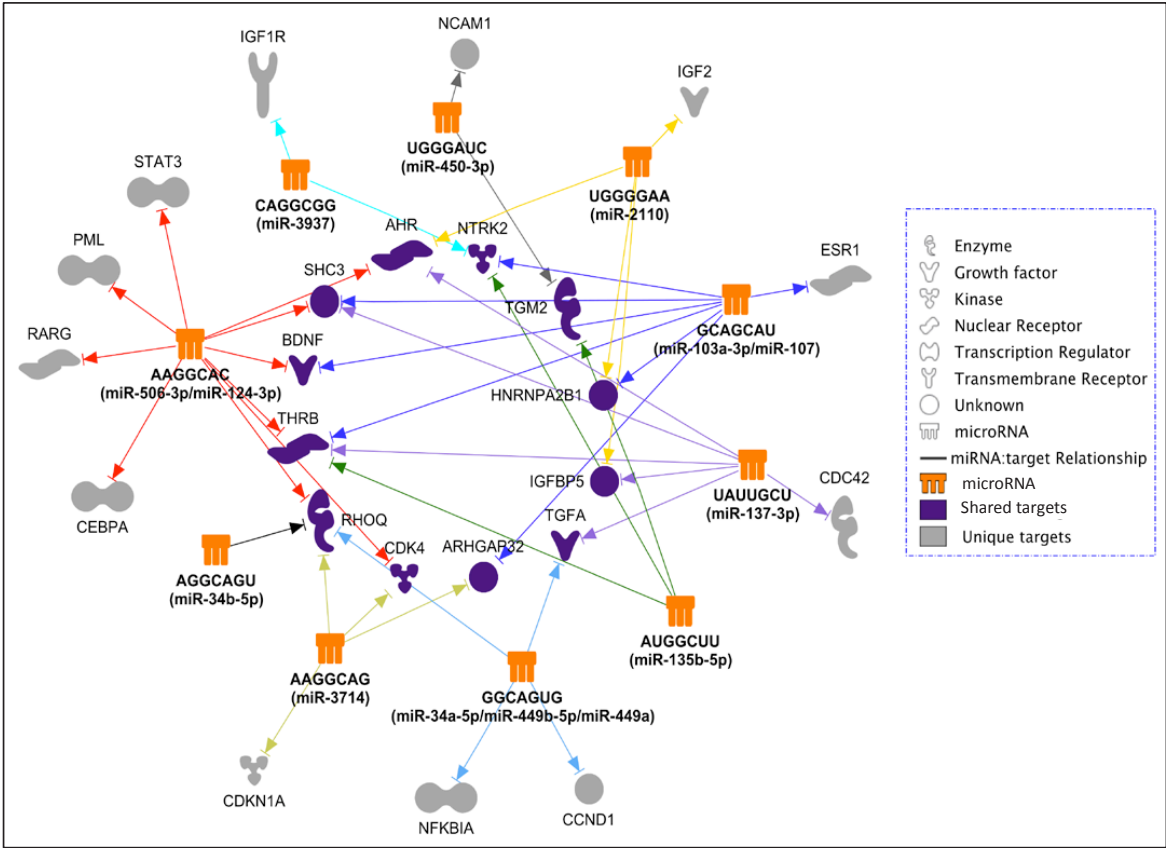 NCAM1
IGF1R
IGF2
UGGGAUC
(miR-450-3p)
STAT3
CAGGCGG
(miR-3937)
UGGGGAA
(miR-2110)
AHR
NTRK2
PML
SHC3
ESR1
TGM2
GCAGCAU
(miR-103a-3p/miR-107)
RARG
BDNF
AAGGCAC
(miR-506-3p/miR-124-3p)
HNRNPA2B1
THRB
IGFBP5
UAUUGCU
(miR-137-3p)
CDC42
CEBPA
RHOQ
TGFA
CDK4
ARHGAP32
AGGCAGU
(miR-34b-5p)
AUGGCUU
(miR-135b-5p)
AAGGCAG
(miR-3714)
GGCAGUG
(miR-34a-5p/miR-449b-5p/miR-449a)
CDKN1A
NFKBIA
CCND1
Enzyme
Growth factor
Kinase
Nuclear Receptor
Transcription Regulator
Transmembrane Receptor
Unknown
microRNA
miRNA:target Relationship
microRNA
Shared targets
Unique targets